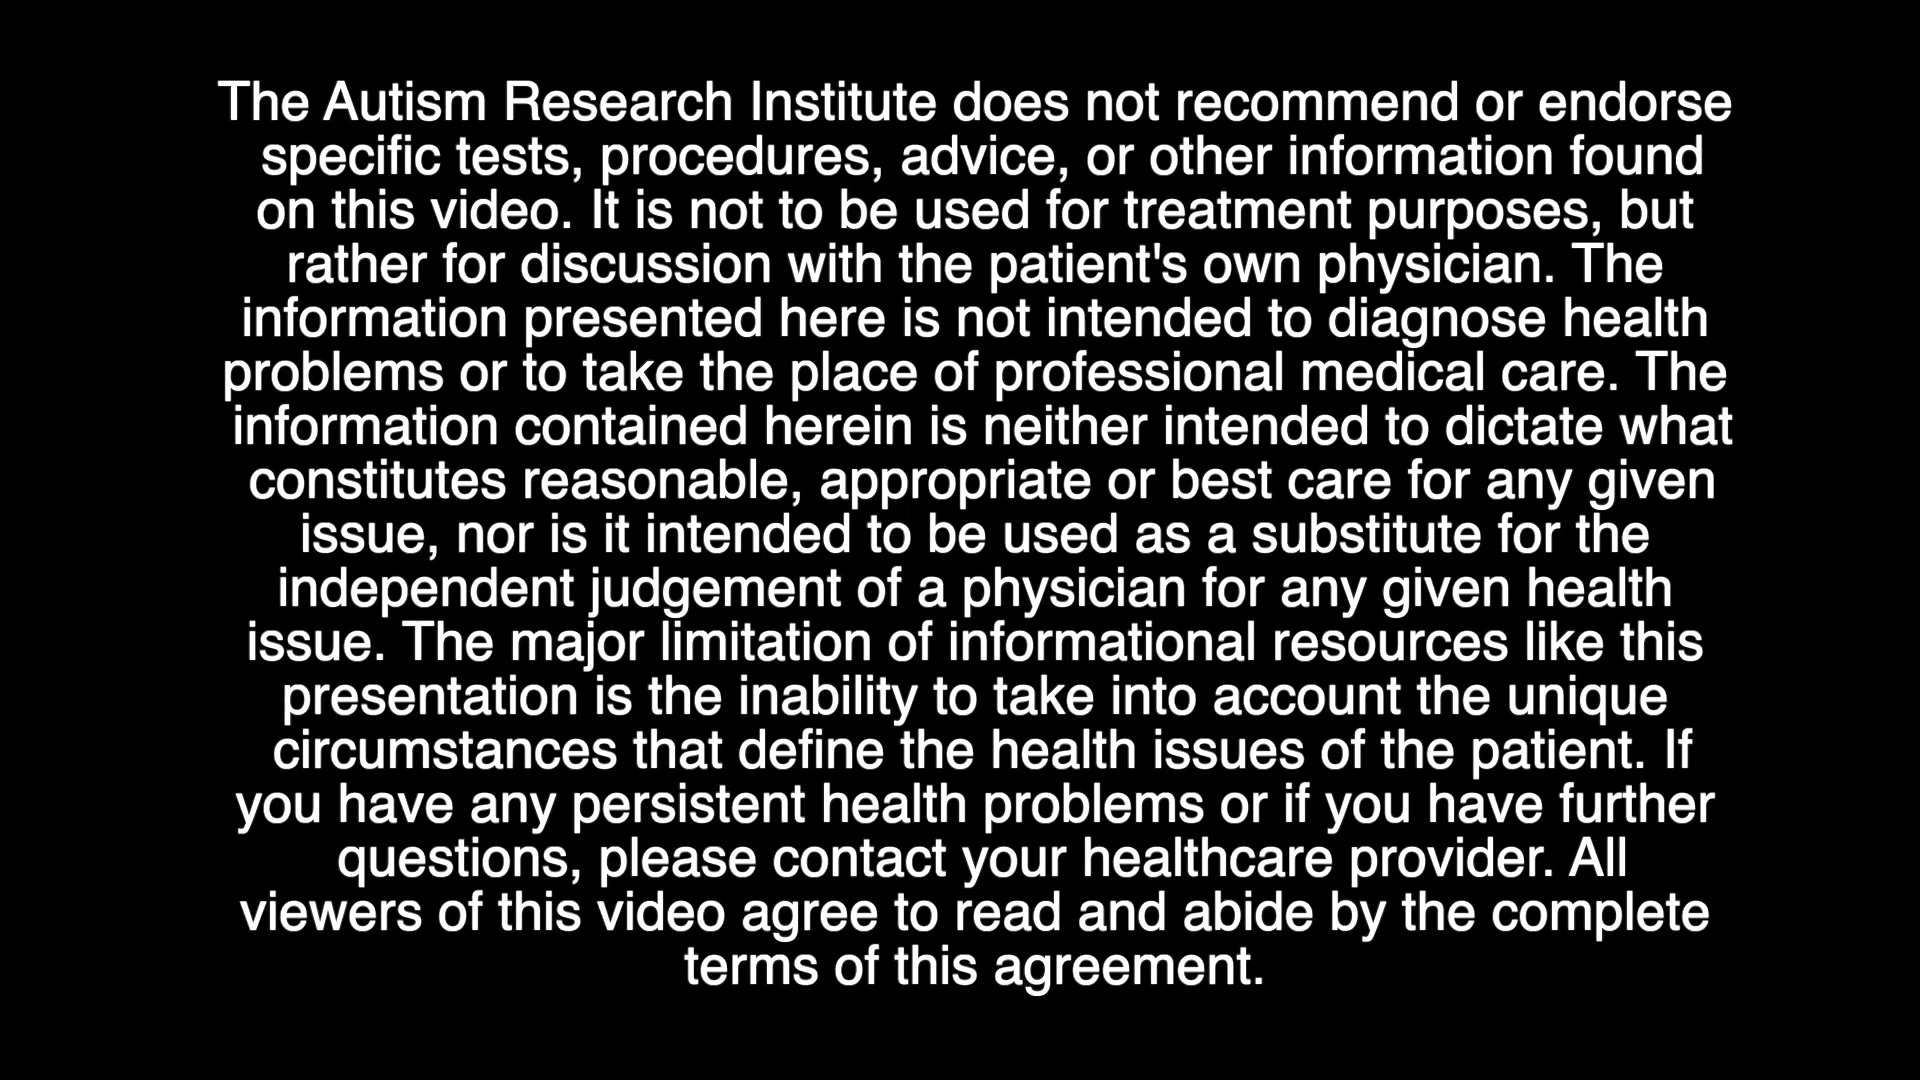 The Autism Research Institute does not recommend or endorse
specific tests, procedures, advice, or other information found
on this video. It is not to be used for treatment purposes, but
rather for discussion with the patient's own physician. The
information presented here is not intended to diagnose health
problems or to take the place of professional medical care. The
information contained herein is neither intended to dictate what
constitutes reasonable, appropriate or best care for any given
issue, nor is it intended to be used as a substitute for the
independent judgement of a physician for any given health
issue. The major limitation of informational resources like this
presentation is the inability to take into account the unique
circumstances that define the health issues of the patient. If
you have any persistent health problems or if you have further
questions, please contact your healthcare provider. All
viewers of this video agree to read and abide by the complete
terms of this agreement.